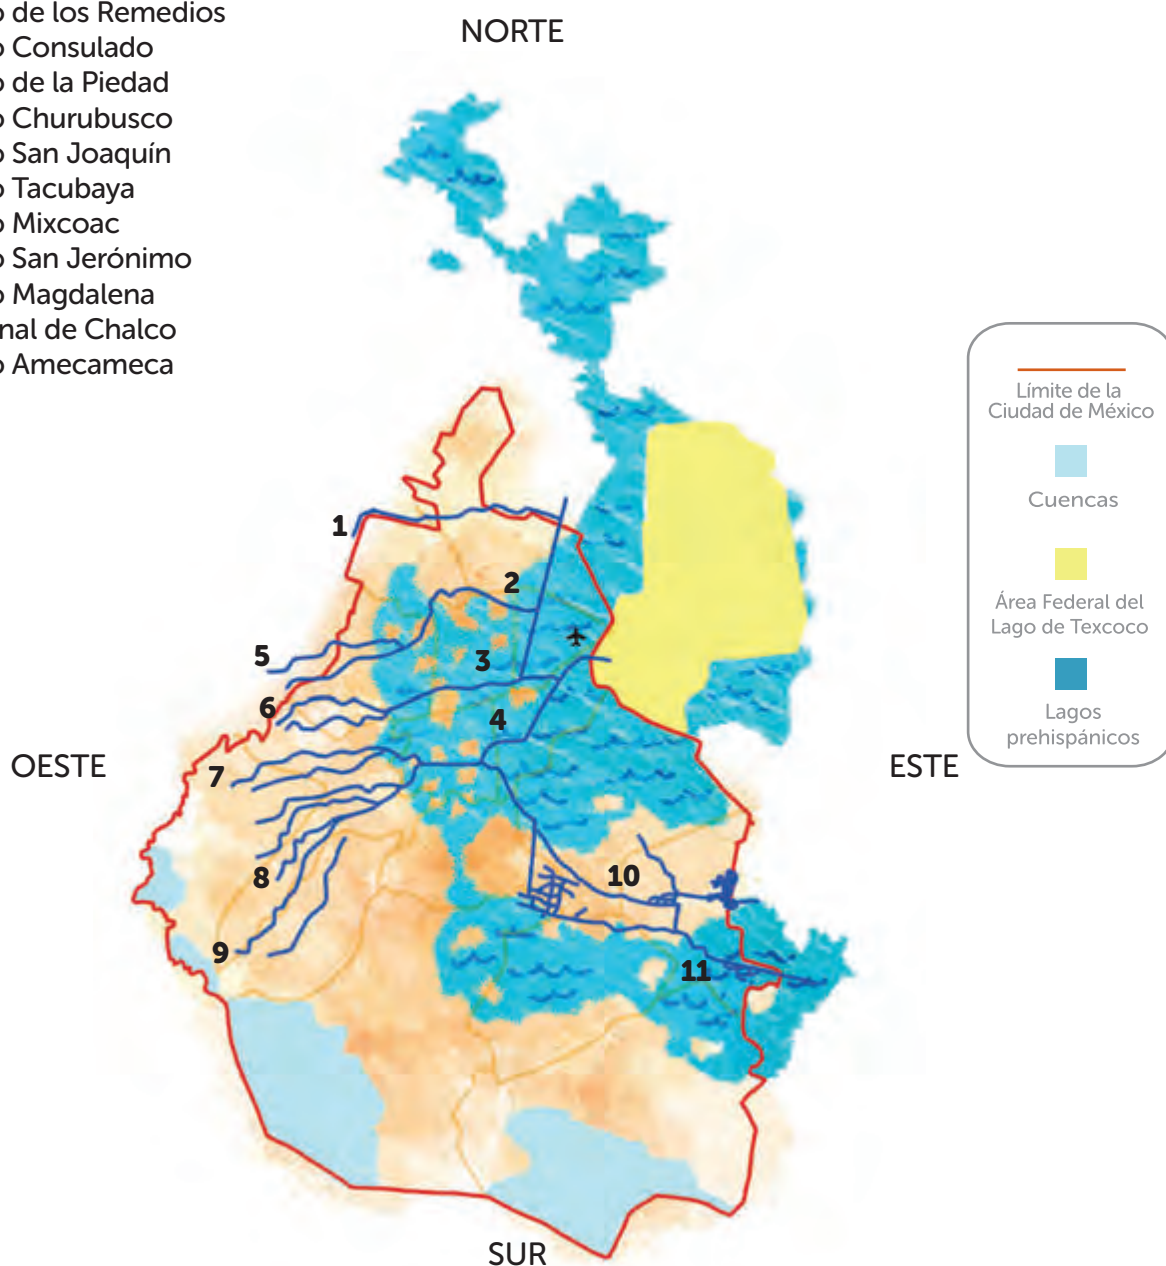 o de los Remedios
o Consulado
o de la Piedad
o Churubusco
o San Joaquín
o Tacubaya
o Mixcoac
o San Jerónimo
o Magdalena
nal de Chalco
o Amecameca
NORTE
Límite de la
Ciudad de México
Cuencas
Área Federal del
Lago de Texcoco
Lagos
prehispánicos
1
2
3
5
6
4
OESTE
7
ESTE
8
10
9
11
SUR